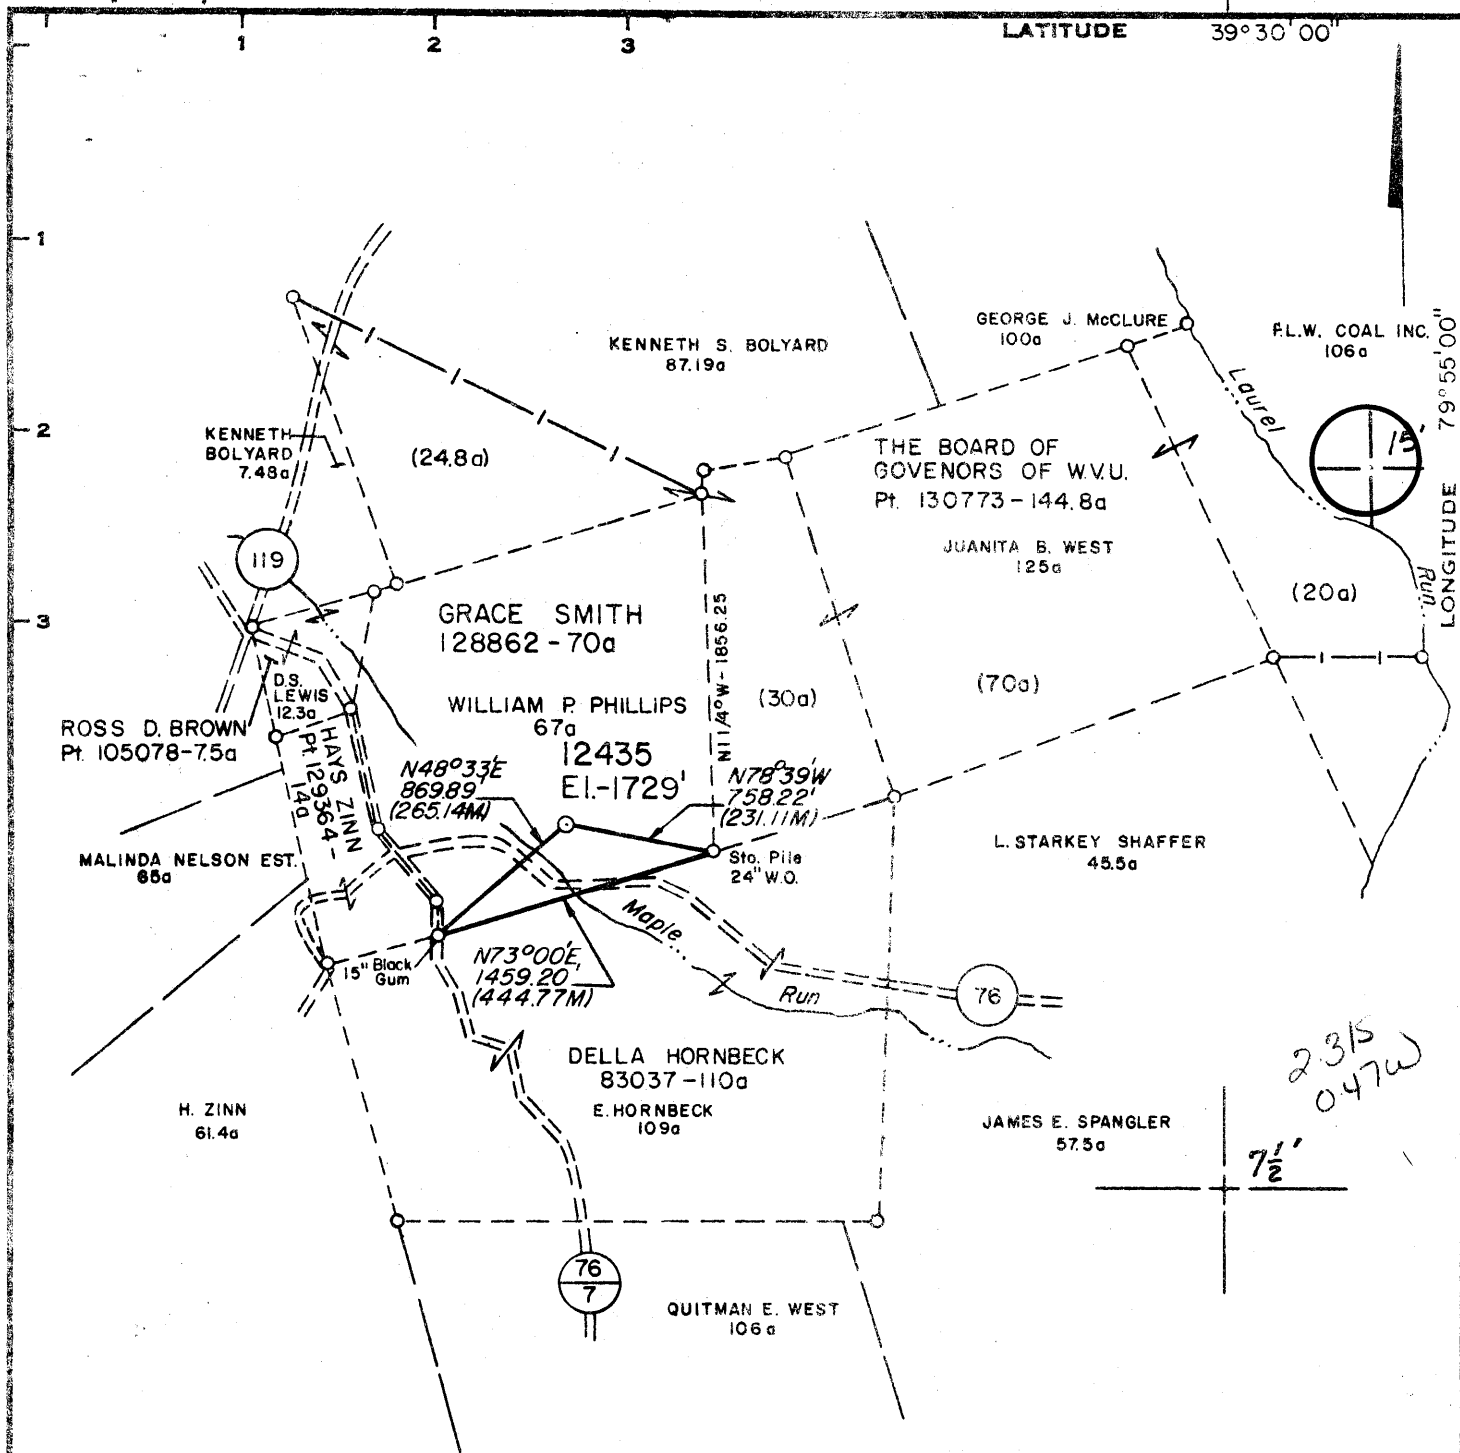 LATITUDE 39°30'00"
1 2 3
1
2
3
KENNETH S. BOLYARD
87.19a
GEORGE J. McCLURE
100a
F.L.W. COAL INC.
106a
LONGITUDE 79°55'00"
Laurel
Run
15'
KENNETH
BOLYARD
7.48a
(24.8a)
THE BOARD OF
GOVENORS OF W.V.U.
Pt. 130773-144.8a
JUANITA B. WEST
125a
(20a)
119
GRACE SMITH
128862-70a
N1 1/4°W-1856.25
(30a)
(70a)
D.S.
LEWIS
12.3a
ROSS D. BROWN
Pt. 105078-7.5a
HAYS ZINN
Pt. 129364-
14a
WILLIAM P. PHILLIPS
67a
12435
El.-1729'
N48°33'E
869.89'
(265.14M)
N78°39'W
758.22'
(231.11M)
MALINDA NELSON EST.
65a
Sto. Pile
24" W.O.
L. STARKEY SHAFFER
45.5a
Maple
Run
15" Black
Gum
N73°00'E,
1459.20'
(444.77M)
76
DELLA HORNBECK
83037-110a
E. HORNBECK
109a
H. ZINN
61.4a
JAMES E. SPANGLER
57.5a
2.31S
0.47W
7½'
76
7
QUITMAN E. WEST
106a